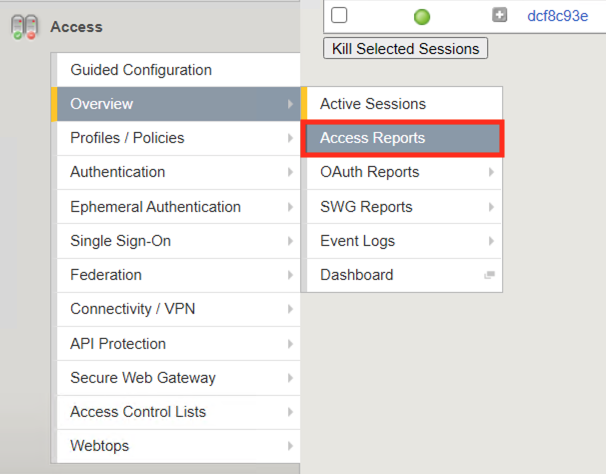 Access
dcf8c93e
Kill Selected Sessions
Guided Configuration
Overview
Profiles / Policies
Authentication
Ephemeral Authentication
Single Sign-On
Federation
Connectivity / VPN
API Protection
Secure Web Gateway
Access Control Lists
Webtops
Active Sessions
Access Reports
OAuth Reports
SWG Reports
Event Logs
Dashboard